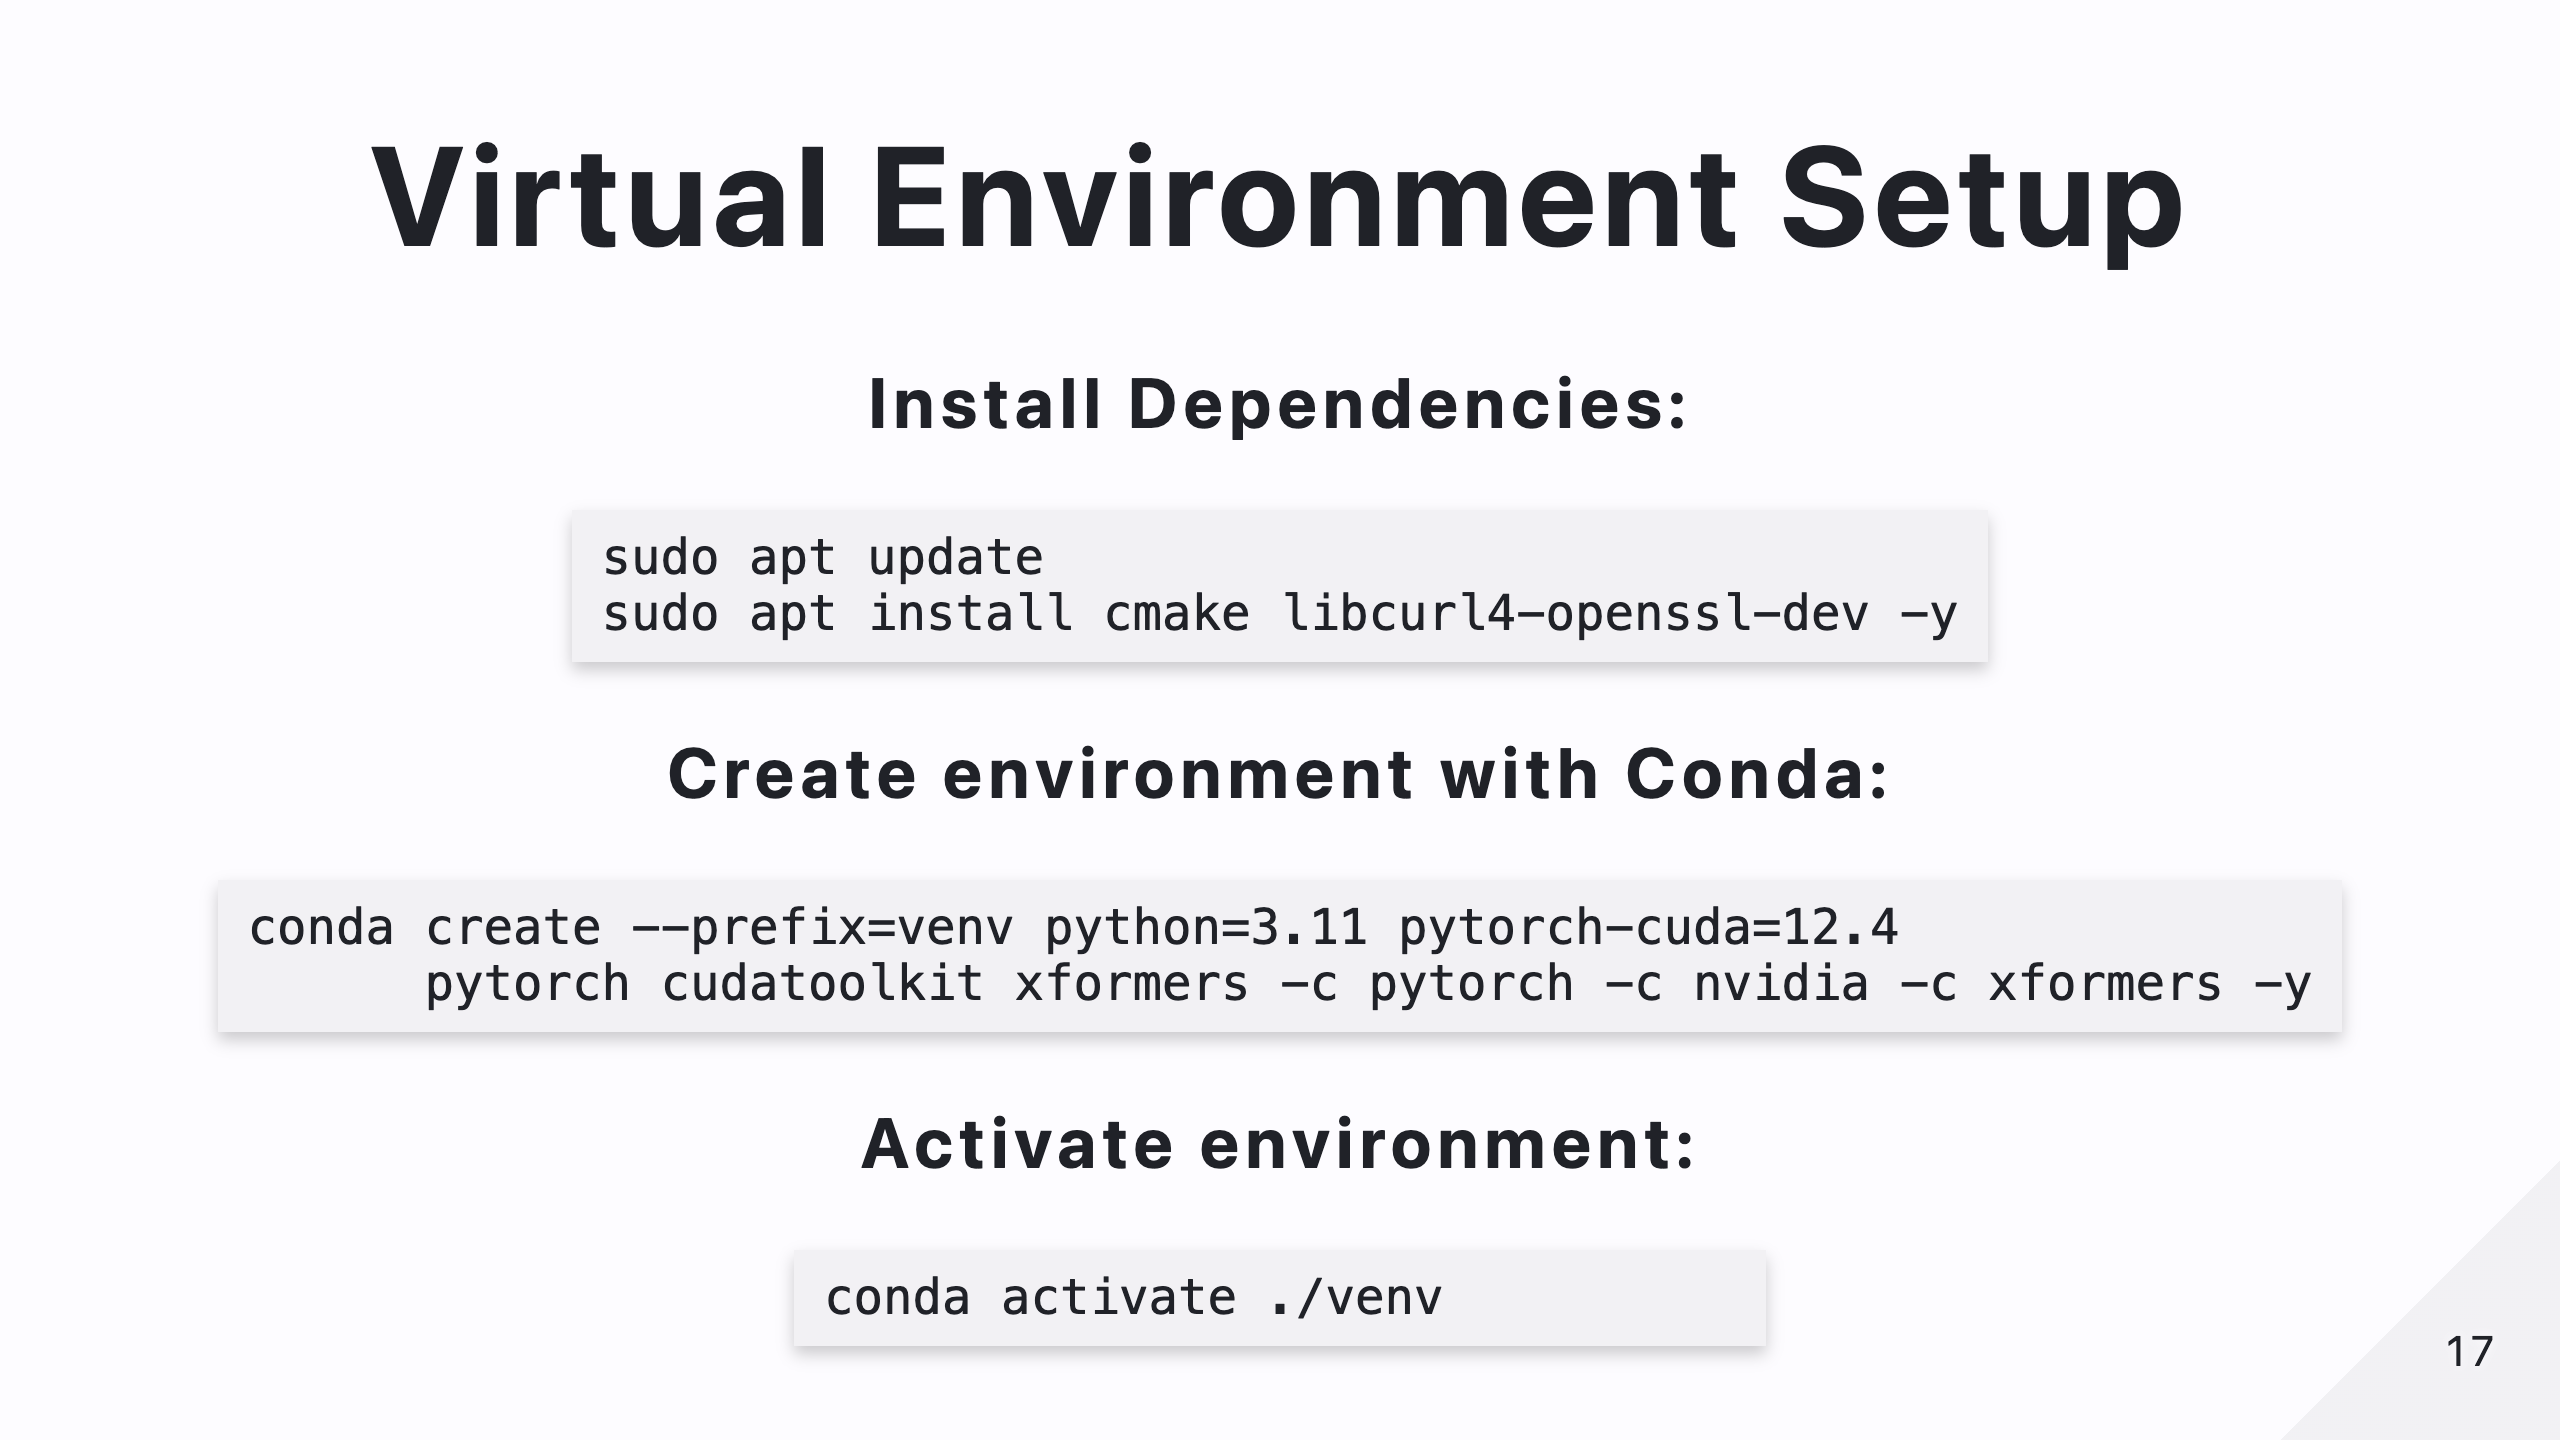 Virtual Environment Setup
Install Dependencies:
sudo apt update
sudo apt install cmake libcurl4-openssl-dev -y
Create environment with Conda:
conda create --prefix=venv python=3.11 pytorch-cuda=12.4
pytorch cudatoolkit xformers -c pytorch -c nvidia -c xformers -y
Activate environment:
conda activate ./venv
17